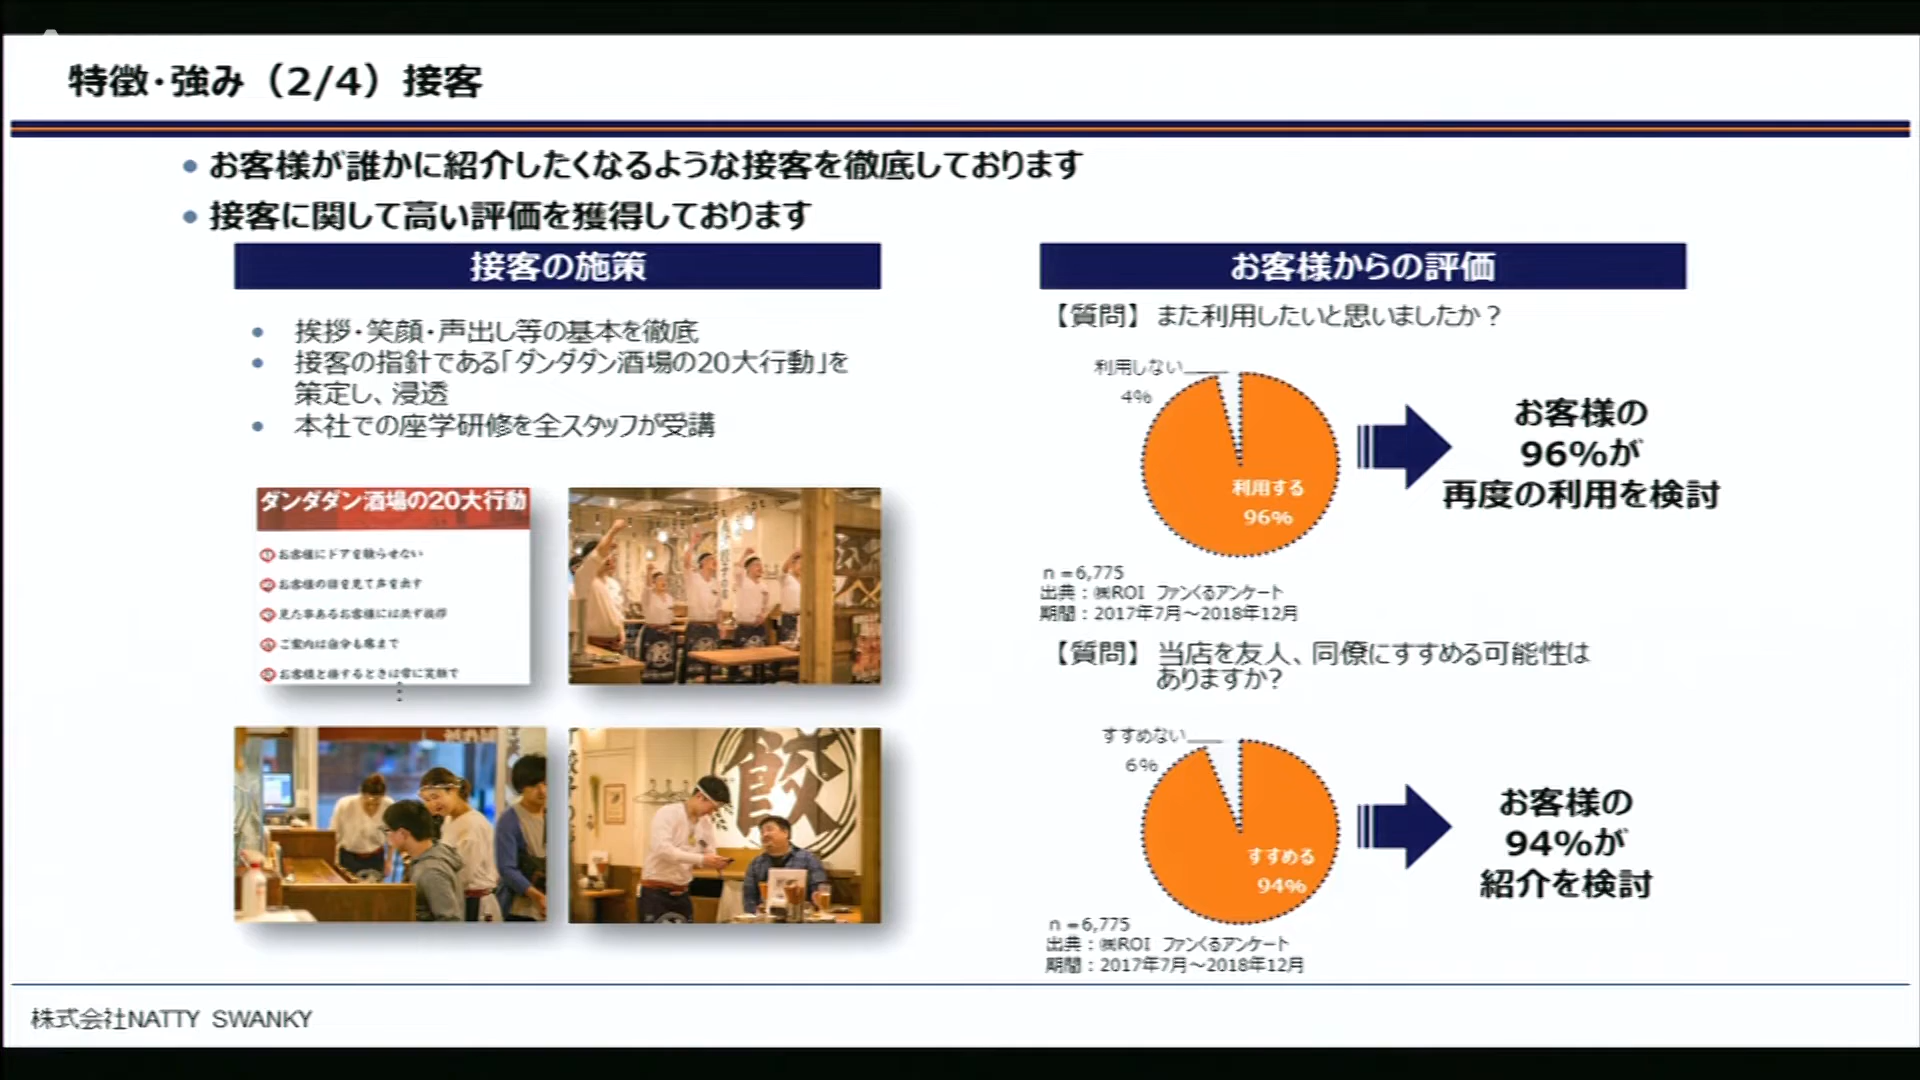 特徴・強み（2/4）接客
お客様が誰かに紹介したくなるような接客を徹底しております
接客に関して高い評価を獲得しております
接客の施策
挨拶・笑顔・声出し等の基本を徹底
接客の指針である「ダンダダン酒場の20大行動」を
策定し、浸透
本社での座学研修を全スタッフが受講
ダンダダン酒場の20大行動
お客様にドアを触らせない
お客様の目を見て声を出す
見た事あるお客様には必ず挨拶
ご案内は自分も席まで
お客様と接するときは常に笑顔で
餃
お客様からの評価
【質問】また利用したいと思いましたか？
利用しない
4%
利用する
96%
お客様の
96%が
再度の利用を検討
n＝6,775
出典：㈱ROI ファンくるアンケート
期間：2017年7月～2018年12月
【質問】当店を友人、同僚にすすめる可能性は
ありますか？
すすめない
6%
すすめる
94%
お客様の
94%が
紹介を検討
n＝6,775
出典：㈱ROI ファンくるアンケート
期間：2017年7月～2018年12月
株式会社NATTY SWANKY